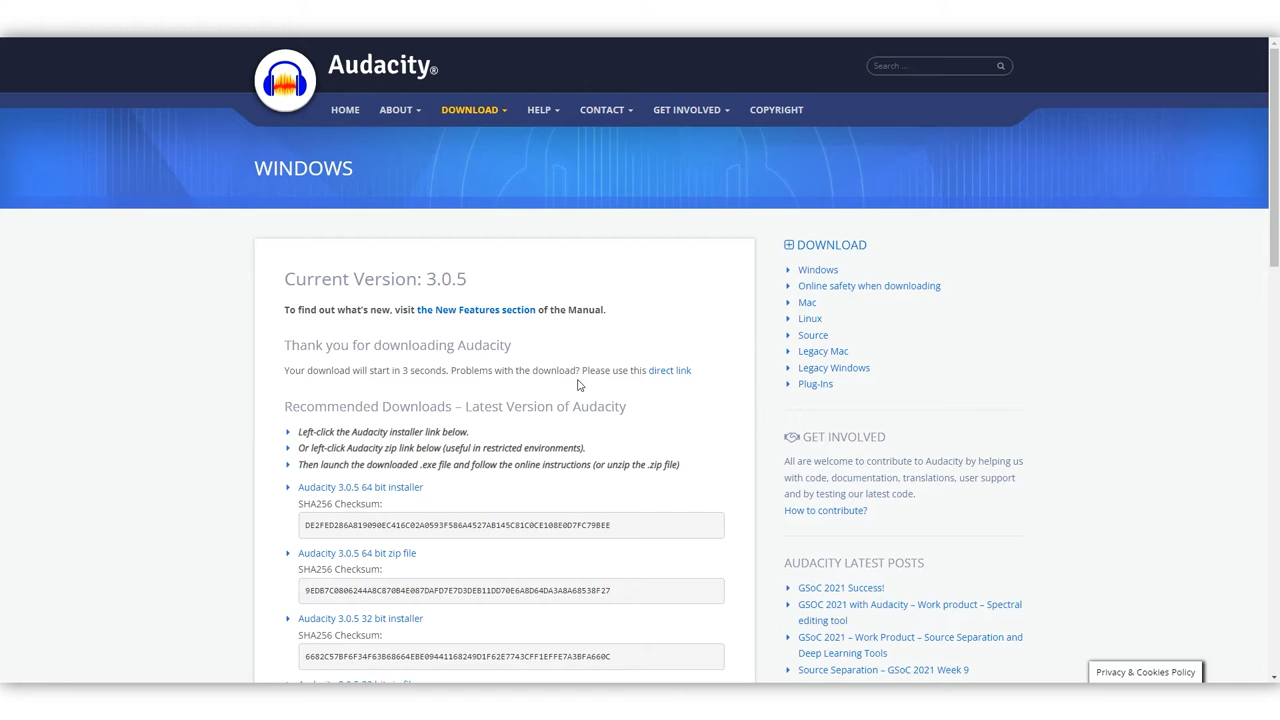 Audacity®
Search ...
HOME ABOUT DOWNLOAD HELP CONTACT GET INVOLVED COPYRIGHT
WINDOWS
Current Version: 3.0.5
To find out what's new, visit the New Features section of the Manual.
Thank you for downloading Audacity
Your download will start in 3 seconds. Problems with the download? Please use this direct link
Recommended Downloads – Latest Version of Audacity
Left-click the Audacity installer link below.
Or left-click Audacity zip link below (useful in restricted environments).
Then launch the downloaded .exe file and follow the online instructions (or unzip the .zip file)
Audacity 3.0.5 64 bit installer
SHA256 Checksum:
DE2FED286A819090EC416C02A0593F586A4527AB145C81C0CE108E0D7FC79BEE
Audacity 3.0.5 64 bit zip file
SHA256 Checksum:
9EDB7C0806244A8C870B4E087DAFD7E7D3DEB11DD70E6A8D64DA3A8A68538F27
Audacity 3.0.5 32 bit installer
SHA256 Checksum:
6682C57BF6F34F63B68664EBE09441168249D1F62E7743CFF1EFFE7A3BFA660C
DOWNLOAD
Windows
Online safety when downloading
Mac
Linux
Source
Legacy Mac
Legacy Windows
Plug-Ins
GET INVOLVED
All are welcome to contribute to Audacity by helping us
with code, documentation, translations, user support
and by testing our latest code.
How to contribute?
AUDACITY LATEST POSTS
GSoC 2021 Success!
GSOC 2021 with Audacity – Work product – Spectral
editing tool
GSoC 2021 – Work Product – Source Separation and
Deep Learning Tools
Source Separation – GSoC 2021 Week 9
Privacy & Cookies Policy